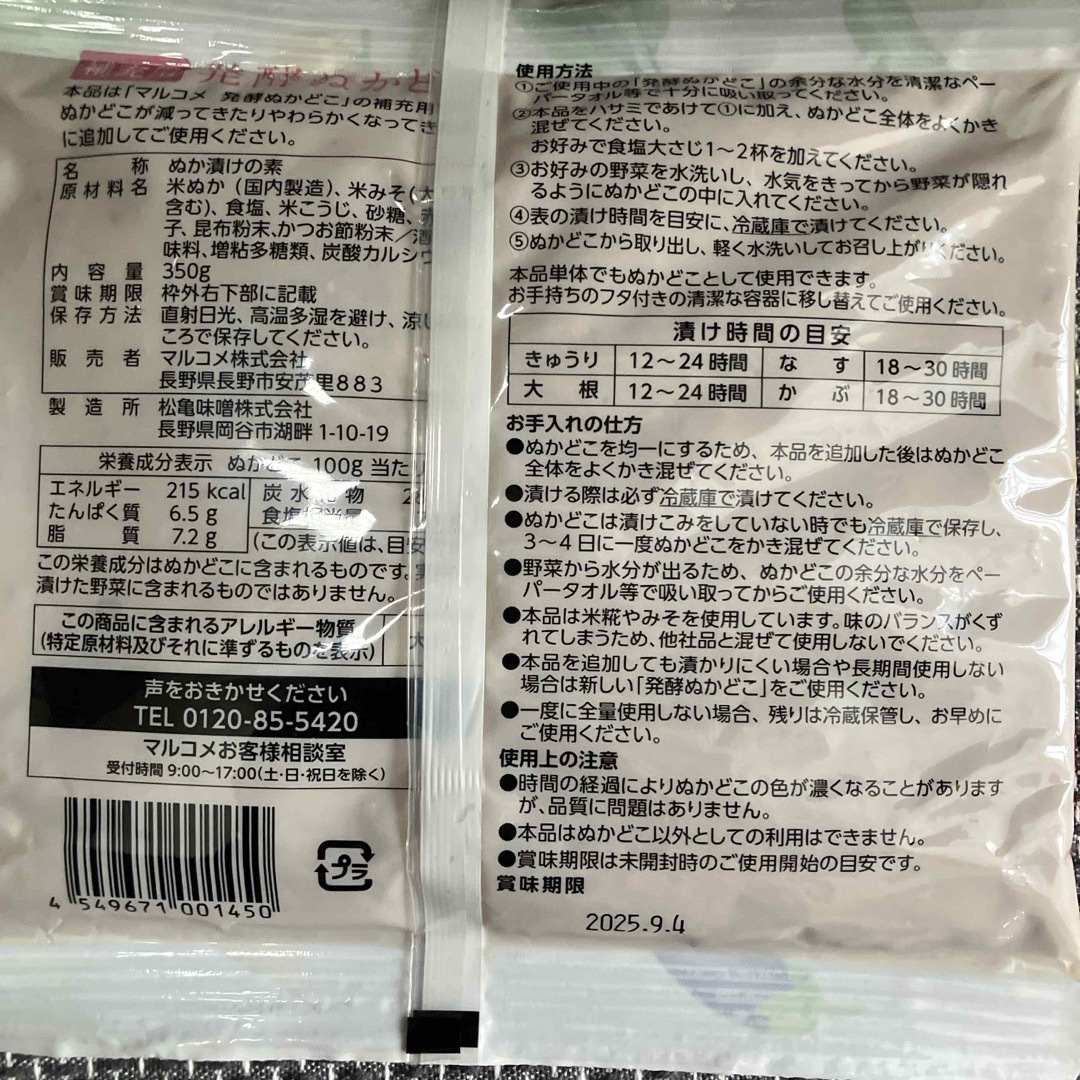 補充用 発酵ぬかど
本品は「マルコメ 発酵ぬかどこ」の補充用
ぬかどこが減ってきたりやわらかくなってき
に追加してご使用ください。
名 称 ぬか漬けの素
原材料名 米ぬか(国内製造)、米みそ(大
含む)、食塩、米こうじ、砂糖、
子、昆布粉末、かつお節粉末/酒
味料、増粘多糖類、炭酸カルシウ
内容量 350g
賞味期限 枠外右下部に記載
保存方法 直射日光、高温多湿を避け、涼し
ころで保存してください。
販売者 マルコメ株式会社
長野県長野市安茂里883
製造所 松亀味噌株式会社
長野県岡谷市湖畔1-10-19
栄養成分表示 ぬかどこ 100g当たり
エネルギー 215 kcal 炭水化物
たんぱく質 6.5 g 食塩相当量
脂質 7.2 g (この表示値は、目安
この栄養成分はぬかどこに含まれるものです。
漬けた野菜に含まれるものではありません。
この商品に含まれるアレルギー物質
(特定原材料及びそれに準ずるものを表示) 大
声をおきかせください
TEL 0120-85-5420
マルコメお客様相談室
受付時間 9:00~17:00(土・日・祝日を除く)
4 549671 001450
プラ
使用方法
①ご使用中の「発酵ぬかどこ」の余分な水分を清潔なペー
パータオル等で十分に吸い取ってください。
②本品をハサミであけて①に加え、ぬかどこ全体をよくかき
混ぜてください。
お好みで食塩大さじ1~2杯を加えてください。
③お好みの野菜を水洗いし、水気をきってから野菜が隠れ
るようにぬかどこの中に入れてください。
④表の漬け時間を目安に、冷蔵庫で漬けてください。
⑤ぬかどこから取り出し、軽く水洗いしてお召し上がりください。
本品単体でもぬかどことして使用できます。
お手持ちのフタ付きの清潔な容器に移し替えてご使用ください。
漬け時間の目安
きゅうり 12~24時間 なす 18~30時間
大根 12~24時間 かぶ 18~30時間
お手入れの仕方
●ぬかどこを均一にするため、本品を追加した後はぬかどこ
全体をよくかき混ぜてください。
●漬ける際は必ず冷蔵庫で漬けてください。
●ぬかどこは漬けこみをしていない時でも冷蔵庫で保存し、
3~4日に一度ぬかどこをかき混ぜてください。
●野菜から水分が出るため、ぬかどこの余分な水分をペー
パータオル等で吸い取ってからご使用ください。
●本品は米糀やみそを使用しています。味のバランスがくず
れてしまうため、他社品と混ぜて使用しないでください。
●本品を追加しても漬かりにくい場合や長期間使用しない
場合は新しい「発酵ぬかどこ」をご使用ください。
●一度に全量使用しない場合、残りは冷蔵保管し、お早めに
ご使用ください。
使用上の注意
●時間の経過によりぬかどこの色が濃くなることがあります
が、品質に問題はありません。
●本品はぬかどこ以外としての利用はできません。
●賞味期限は未開封時のご使用開始の目安です。
賞味期限
2025.9.4